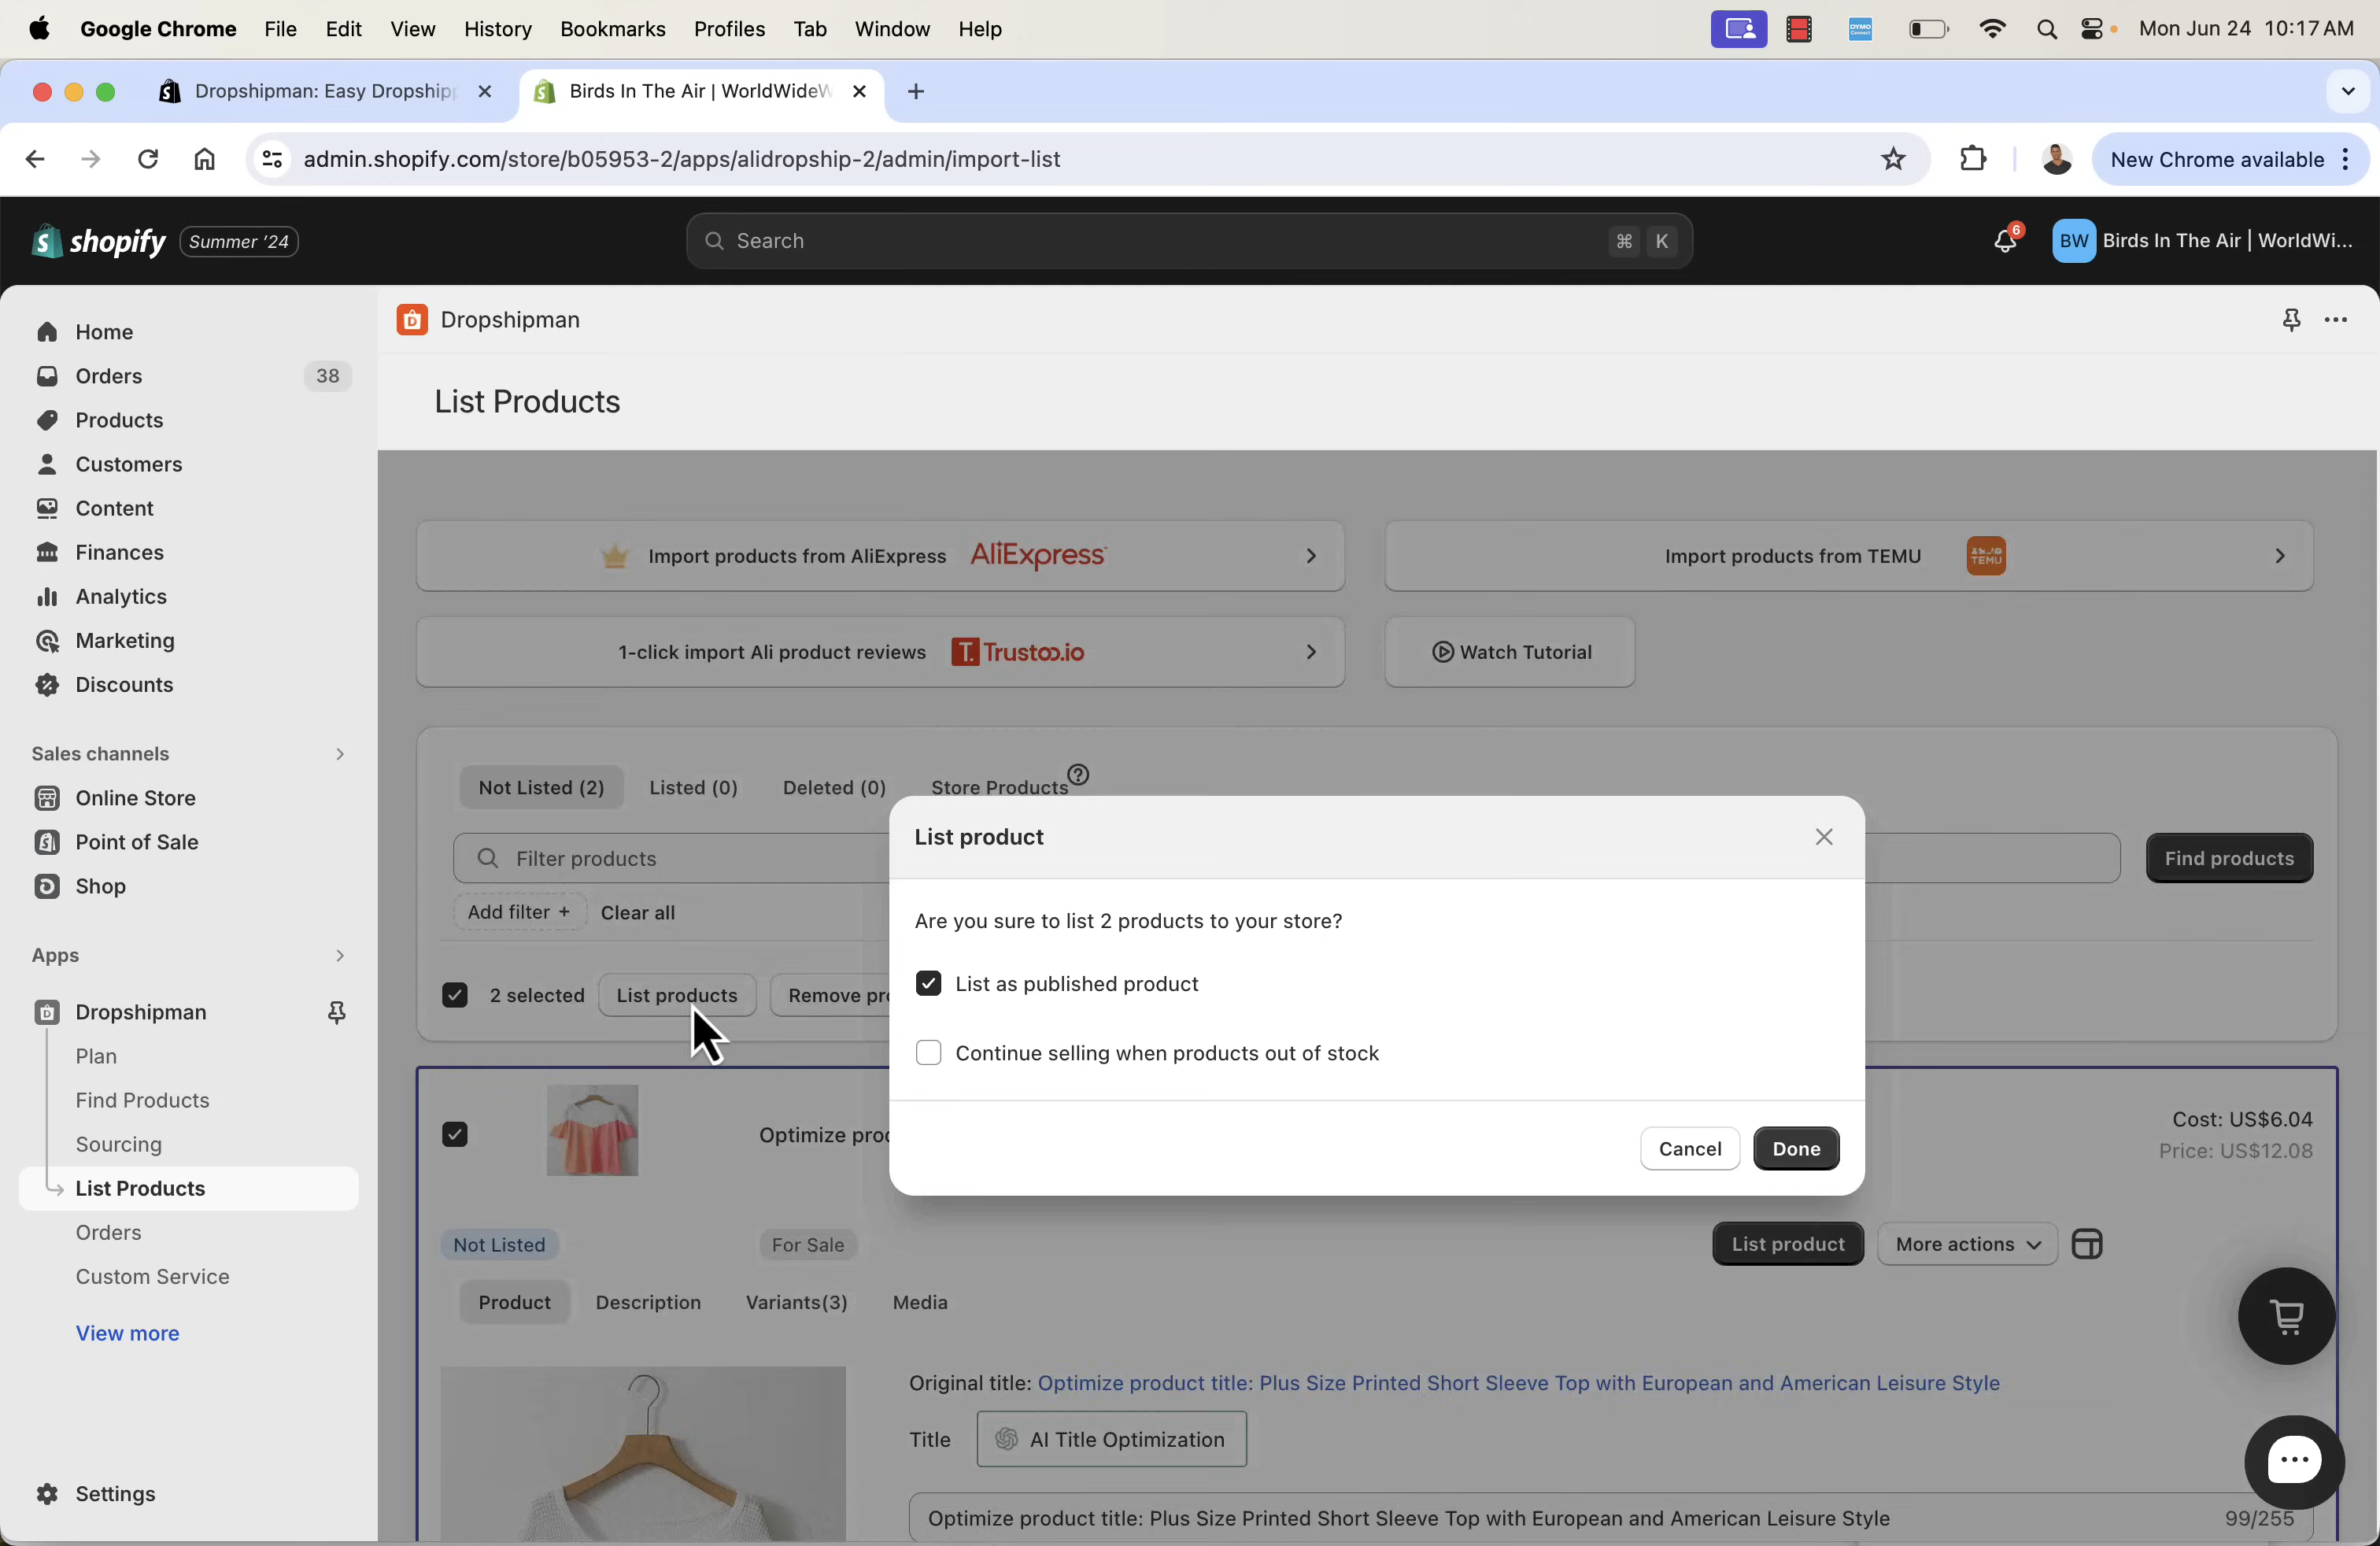 Google Chrome File Edit View History Bookmarks Profiles Tab Window Help DYMO Connect Mon Jun 24 10:17 AM
Dropshipman: Easy Dropship
Birds In The Air | WorldWideW
admin.shopify.com/store/b05953-2/apps/alidropship-2/admin/import-list
New Chrome available
shopify
Summer '24
Search
⌘ K
6
BW
Birds In The Air | WorldWi...
Home
Orders 38
Products
Customers
Content
Finances
Analytics
Marketing
Discounts
Sales channels
Online Store
Point of Sale
Shop
Apps
Dropshipman
Plan
Find Products
Sourcing
List Products
Orders
Custom Service
View more
Settings
Dropshipman
List Products
Import products from AliExpress AliExpress
Import products from TEMU TEMU
1-click import Ali product reviews T. Trustoo.io
Watch Tutorial
Not Listed (2) Listed (0) Deleted (0) Store Products
Filter products
Find products
Add filter + Clear all
2 selected List products Remove pro
List product
Are you sure to list 2 products to your store?
List as published product
Continue selling when products out of stock
Cancel Done
Optimize prod
Cost: US$6.04
Price: US$12.08
Not Listed For Sale
List product More actions
Product Description Variants(3) Media
Original title: Optimize product title: Plus Size Printed Short Sleeve Top with European and American Leisure Style
Title AI Title Optimization
Optimize product title: Plus Size Printed Short Sleeve Top with European and American Leisure Style 99/255